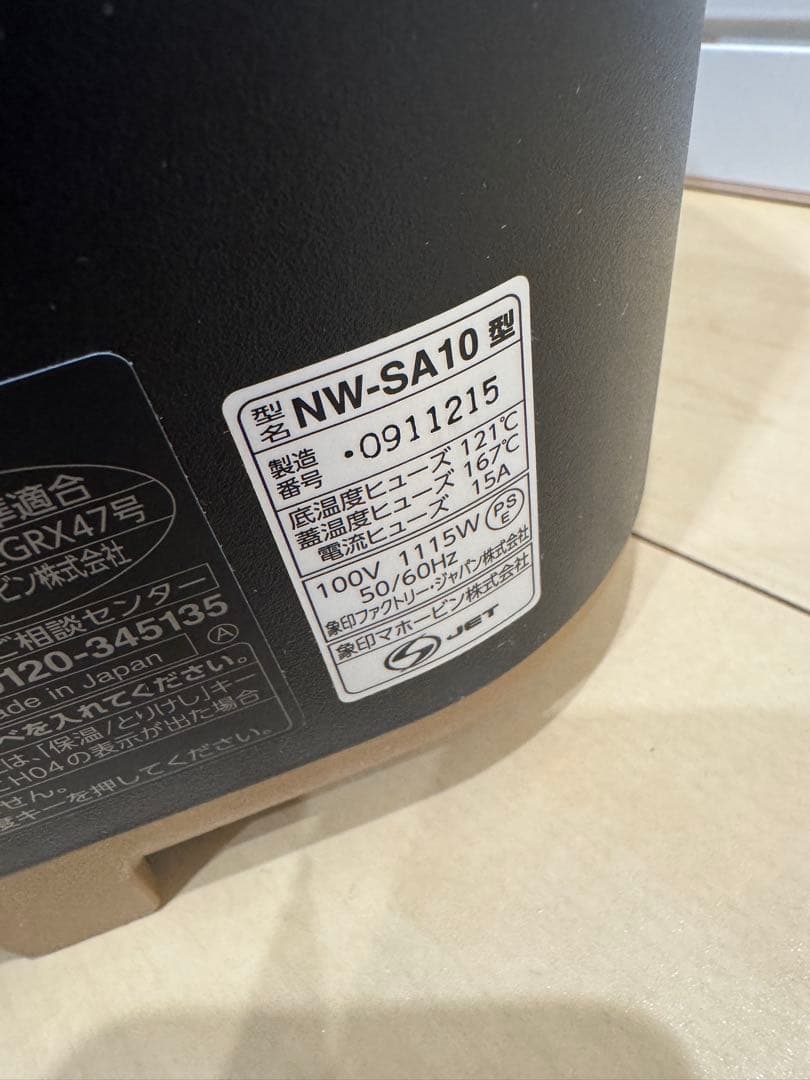 型名 NW-SA10 型
製造番号 ・0911215
底温度ヒューズ 121℃
蓋温度ヒューズ 167℃
電流ヒューズ 15A
100V 1115W
50/60Hz
PS
E
象印ファクトリー・ジャパン株式会社
象印マホービン株式会社
JET
適合
GRX47号
ビン株式会社
相談センター
120-345135
Made in Japan
A
を入れてください。
は、「保温/とりけし」キー
H04の表示が出た場合
せん。
キーを押してください。